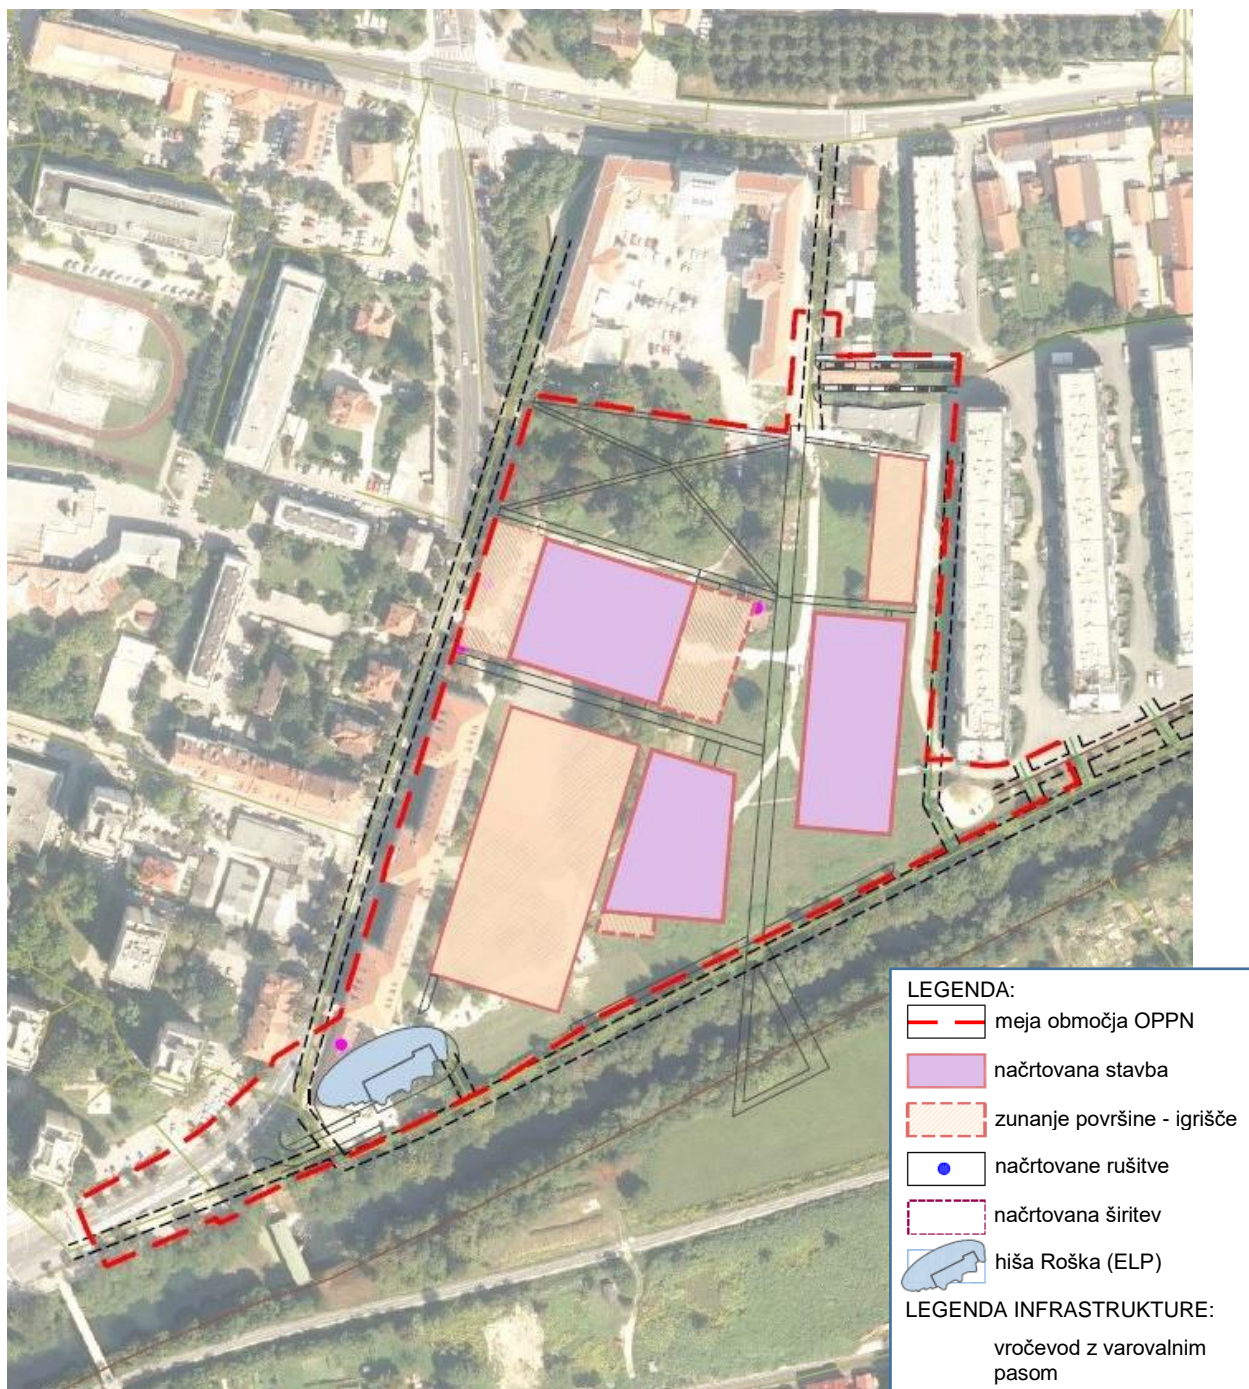 LEGENDA:
meja območja OPPN
načrtovana stavba
zunanje površine - igrišče
načrtovane rušitve
načrtovana širitev
hiša Roška (ELP)
LEGENDA INFRASTRUKTURE:
vročevod z varovalnim
pasom